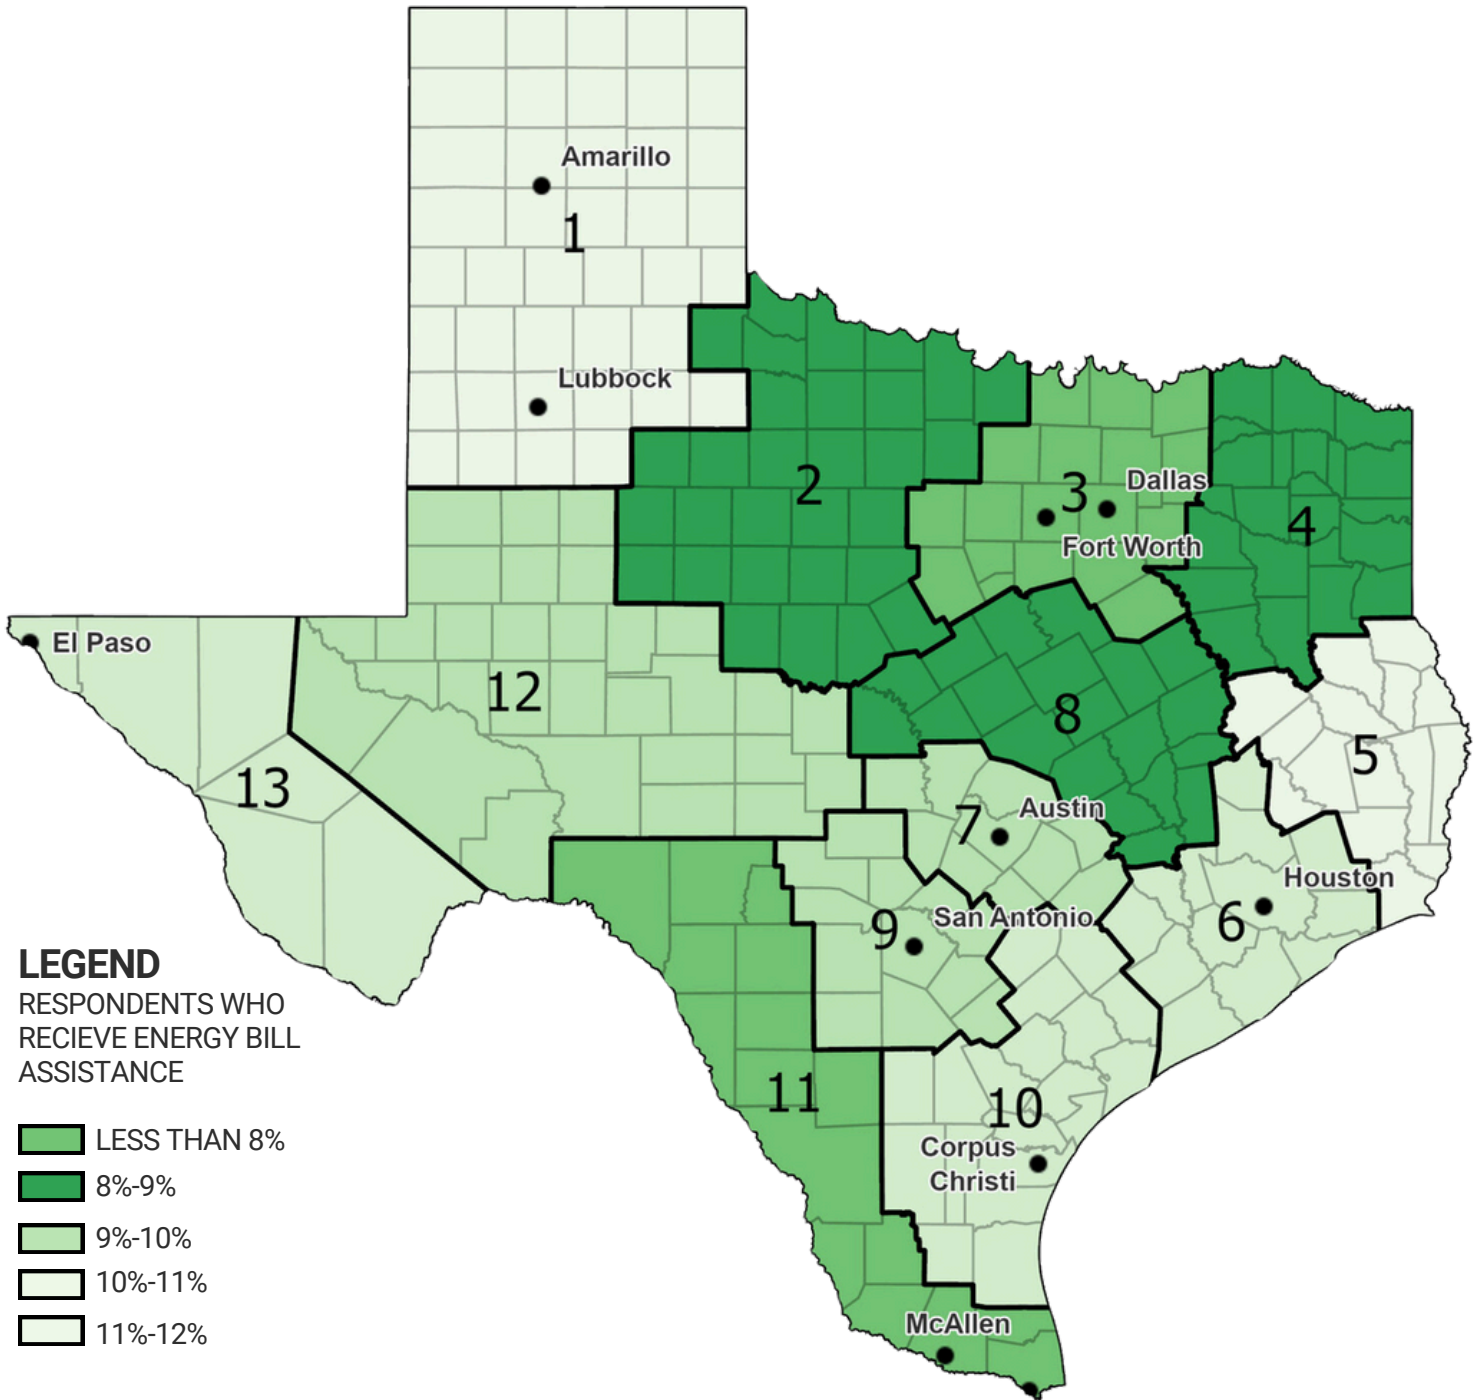 Amarillo
1
Lubbock
2
3
Dallas
Fort Worth
4
El Paso
12
13
8
5
7
Austin
Houston
6
9
San Antonio
11
10
Corpus
Christi
McAllen
LEGEND
RESPONDENTS WHO
RECIEVE ENERGY BILL
ASSISTANCE
LESS THAN 8%
8%-9%
9%-10%
10%-11%
11%-12%